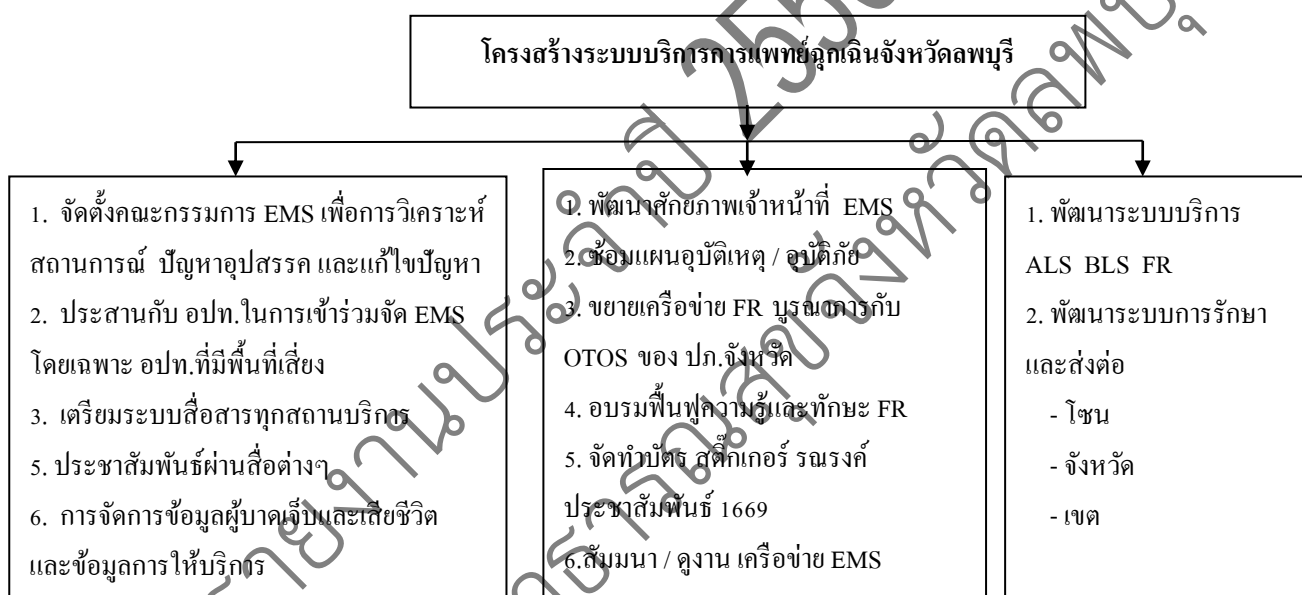 โครงสร้างระบบบริการการแพทย์ฉุกเฉินจังหวัดลพบุรี
1. จัดตั้งคณะกรรมการ EMS เพื่อการวิเคราะห์
สถานการณ์ ปัญหาอุปสรรค และแก้ไขปัญหา
2. ประสานกับ อปท.ในการเข้าร่วมจัด EMS
โดยเฉพาะ อปท.ที่มีพื้นที่เสี่ยง
3. เตรียมระบบสื่อสารทุกสถานบริการ
5. ประชาสัมพันธ์ผ่านสื่อต่างๆ
6. การจัดการข้อมูลผู้บาดเจ็บและเสียชีวิต
และข้อมูลการให้บริการ
1. พัฒนาศักยภาพเจ้าหน้าที่ EMS
2. ซ้อมแผนอุบัติเหตุ / อุบัติภัย
3. ขยายเครือข่าย FR บูรณาการกับ
OTOS ของ ปภ.จังหวัด
4. อบรมฟื้นฟูความรู้และทักษะ FR
5. จัดทำบัตร สติ๊กเกอร์ รณรงค์
ประชาสัมพันธ์ 1669
6.สัมมนา / ดูงาน เครือข่าย EMS
1. พัฒนาระบบบริการ
ALS BLS FR
2. พัฒนาระบบการรักษา
และส่งต่อ
- โซน
- จังหวัด
- เขต
รายงานประจำปี 255